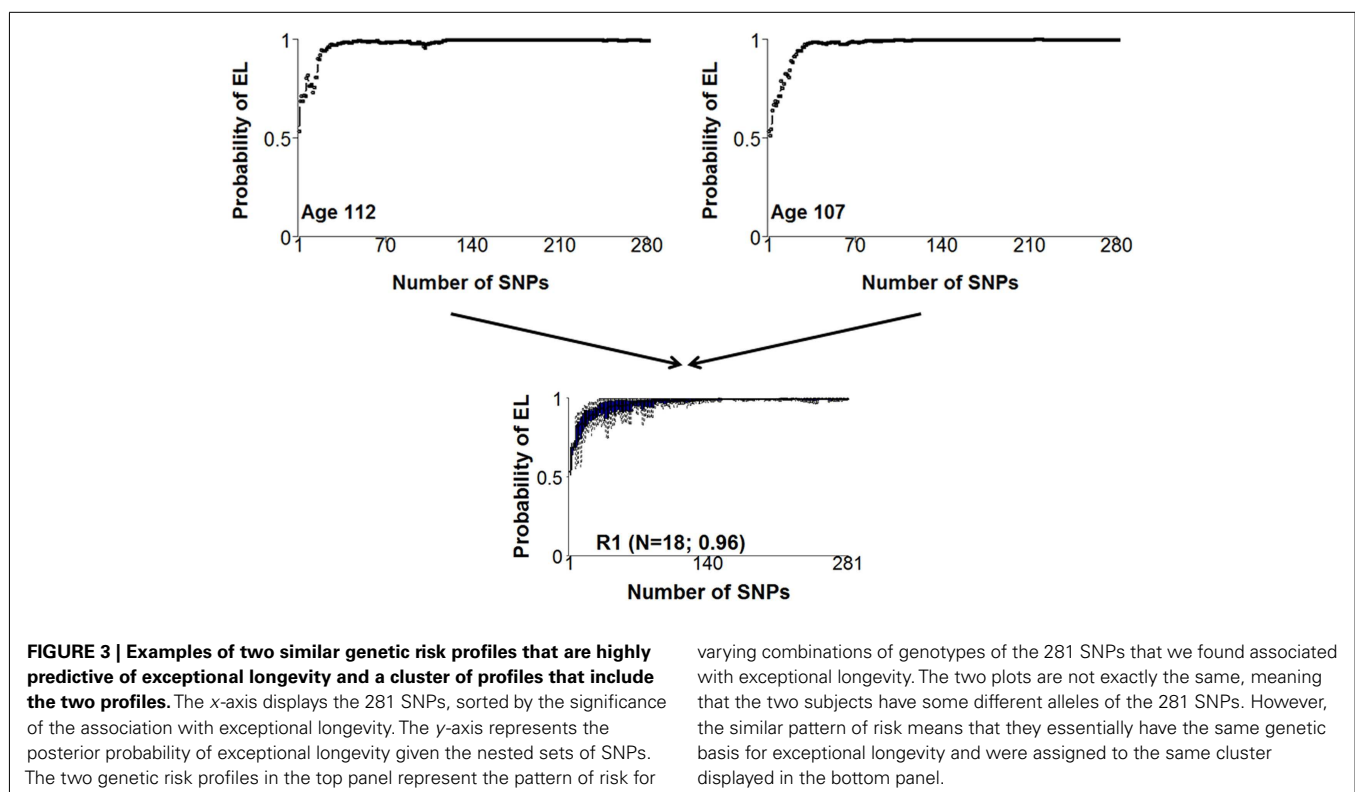 Probability of EL
1
0.5
0
Age 112
1 70 140 210 280
Number of SNPs
Probability of EL
1
0.5
0
Age 107
1 70 140 210 280
Number of SNPs
Probability of EL
1
0.5
0
R1 (N=18; 0.96)
1 140 281
Number of SNPs
FIGURE 3 | Examples of two similar genetic risk profiles that are highly
predictive of exceptional longevity and a cluster of profiles that include
the two profiles. The x-axis displays the 281 SNPs, sorted by the significance
of the association with exceptional longevity. The y-axis represents the
posterior probability of exceptional longevity given the nested sets of SNPs.
The two genetic risk profiles in the top panel represent the pattern of risk for
varying combinations of genotypes of the 281 SNPs that we found associated
with exceptional longevity. The two plots are not exactly the same, meaning
that the two subjects have some different alleles of the 281 SNPs. However,
the similar pattern of risk means that they essentially have the same genetic
basis for exceptional longevity and were assigned to the same cluster
displayed in the bottom panel.